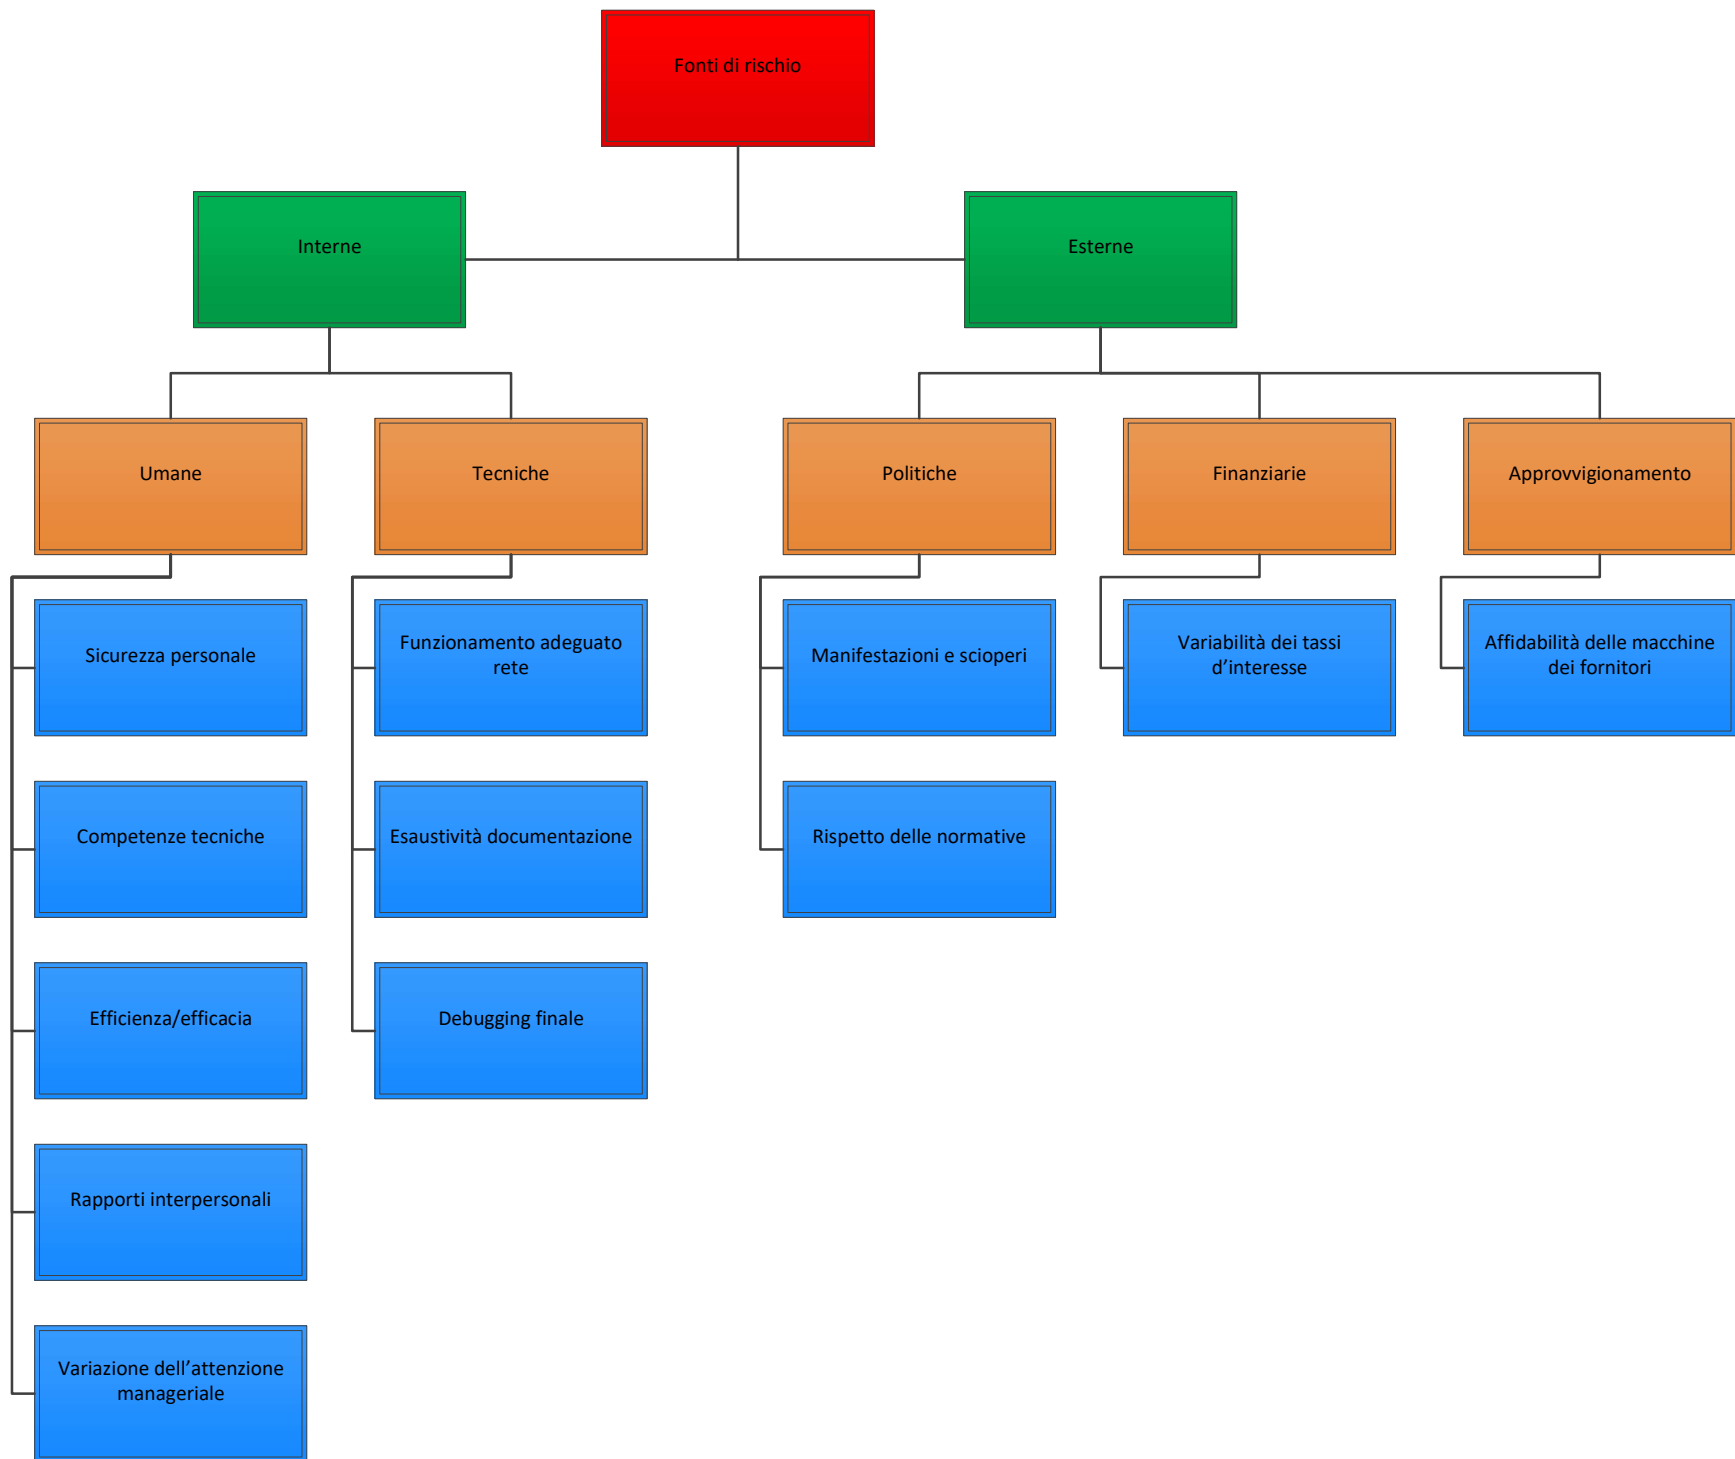 Fonti di rischio
Interne
Esterne
Umane
Tecniche
Politiche
Finanziarie
Approvvigionamento
Sicurezza personale
Funzionamento adeguato
rete
Manifestazioni e scioperi
Variabilità dei tassi
d’interesse
Affidabilità delle macchine
dei fornitori
Competenze tecniche
Esaustività documentazione
Rispetto delle normative
Efficienza/efficacia
Debugging finale
Rapporti interpersonali
Variazione dell’attenzione
manageriale